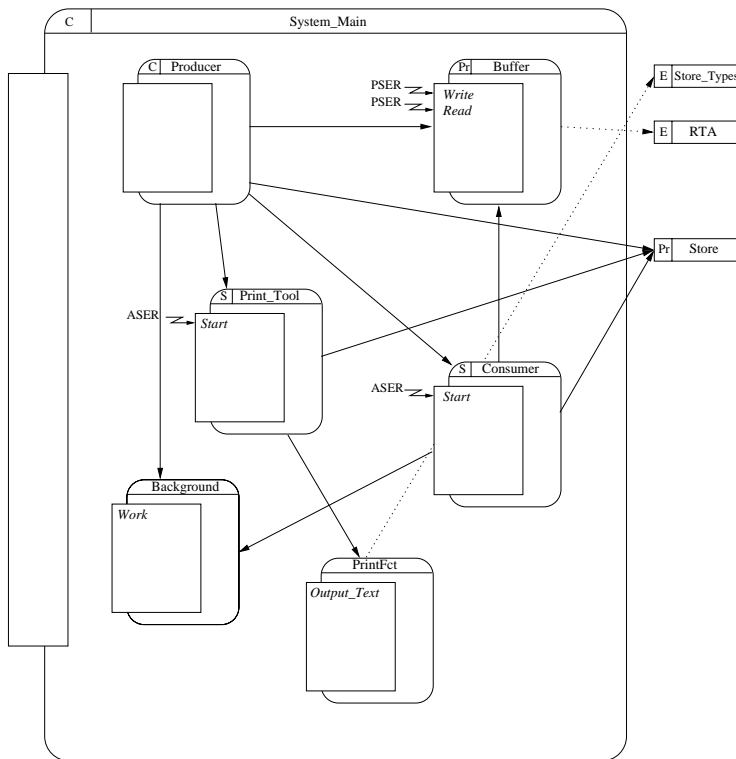 C System_Main
C Producer
Pr Buffer
E Store_Types
PSER Write
PSER Read
E RTA
Pr Store
S Print_Tool
ASER Start
S Consumer
ASER Start
Background
Work
PrintFct
Output_Text